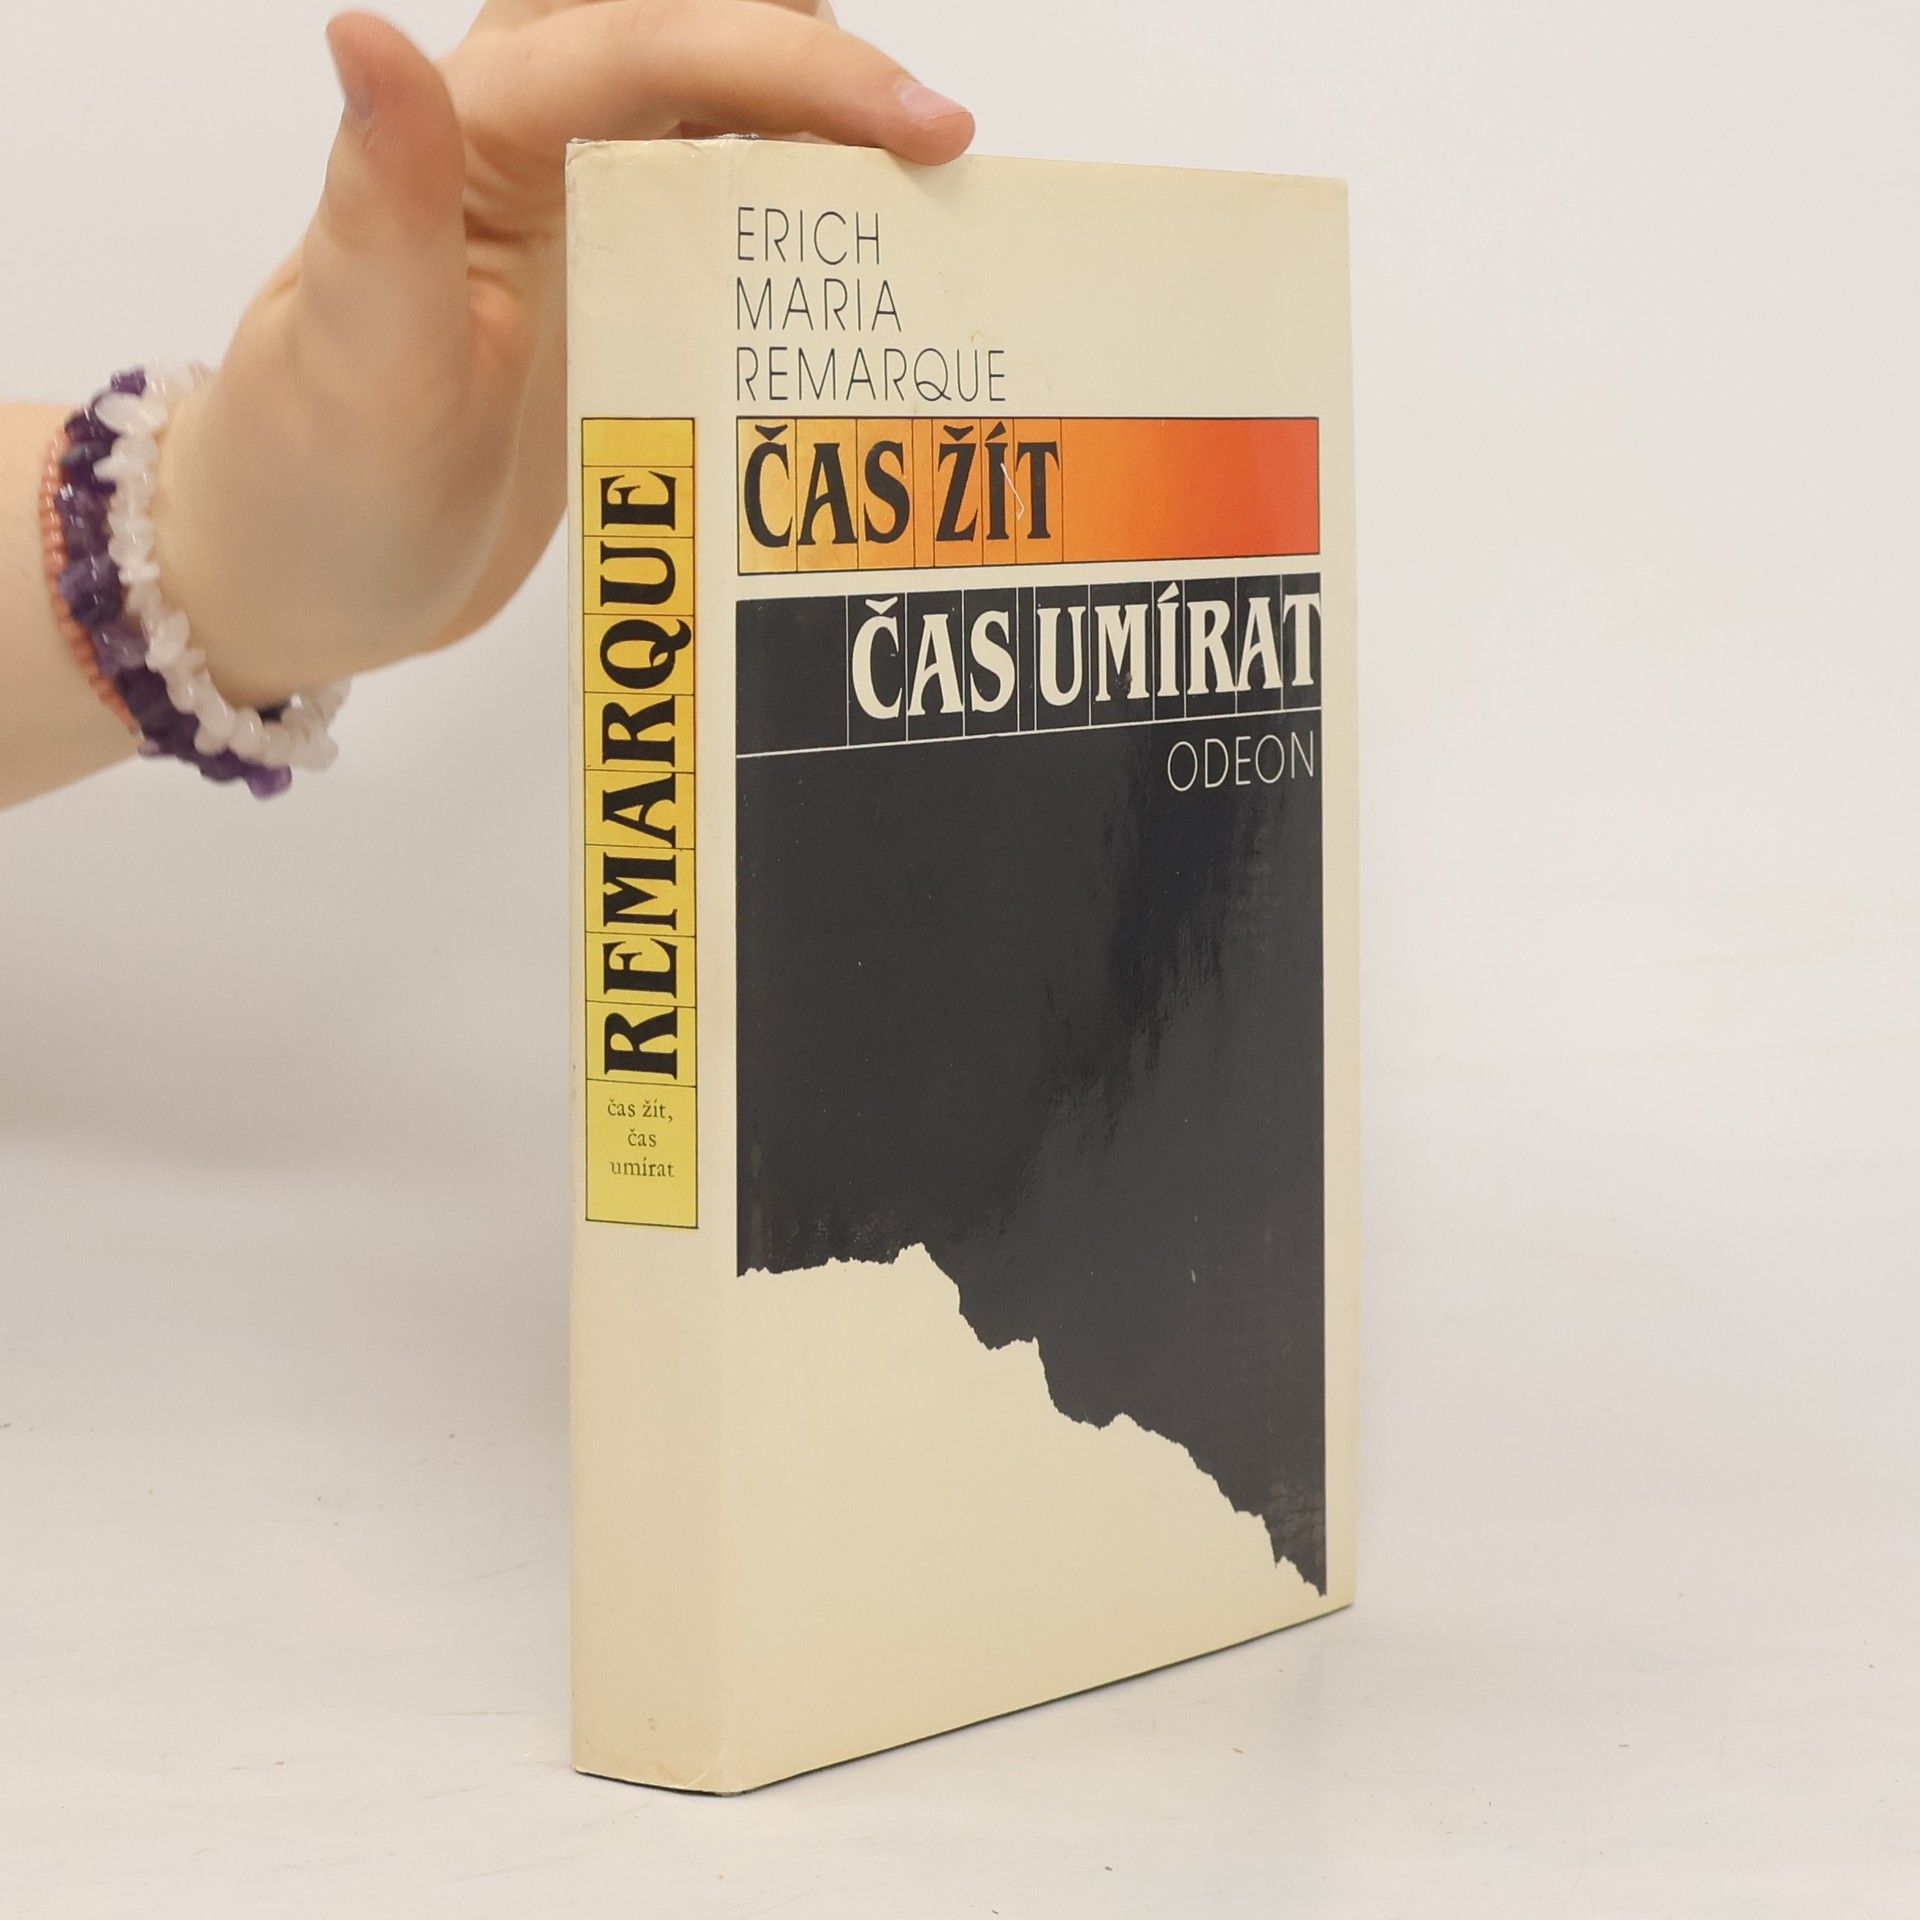 ERICH
MARIA
REMARQUE
ČAS ŽÍT
ČAS UMÍRAT
ODEON
REMARQUE
čas žít,
čas
umírat